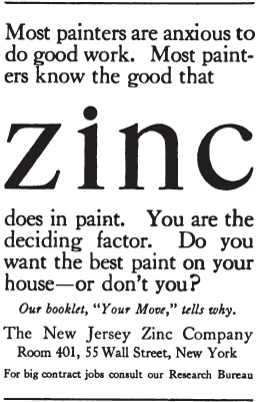 Most painters are anxious to
do good work. Most paint-
ers know the good that
zinc
does in paint. You are the
deciding factor. Do you
want the best paint on your
house—or don't you?
Our booklet, "Your Move," tells why.
The New Jersey Zinc Company
Room 401, 55 Wall Street, New York
For big contract jobs consult our Research Bureau